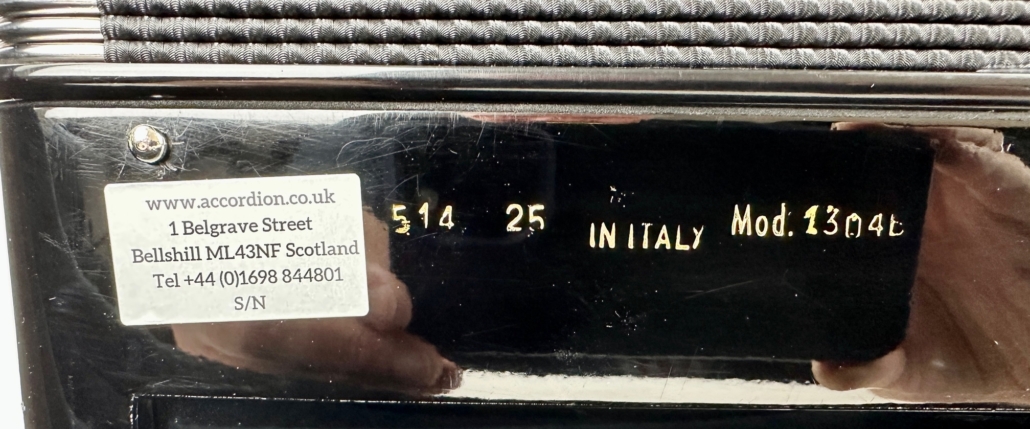 www.accordion.co.uk
1 Belgrave Street
Bellshill ML43NF Scotland
Tel +44 (0)1698 844801
S/N
514 25 IN ITALY Mod.